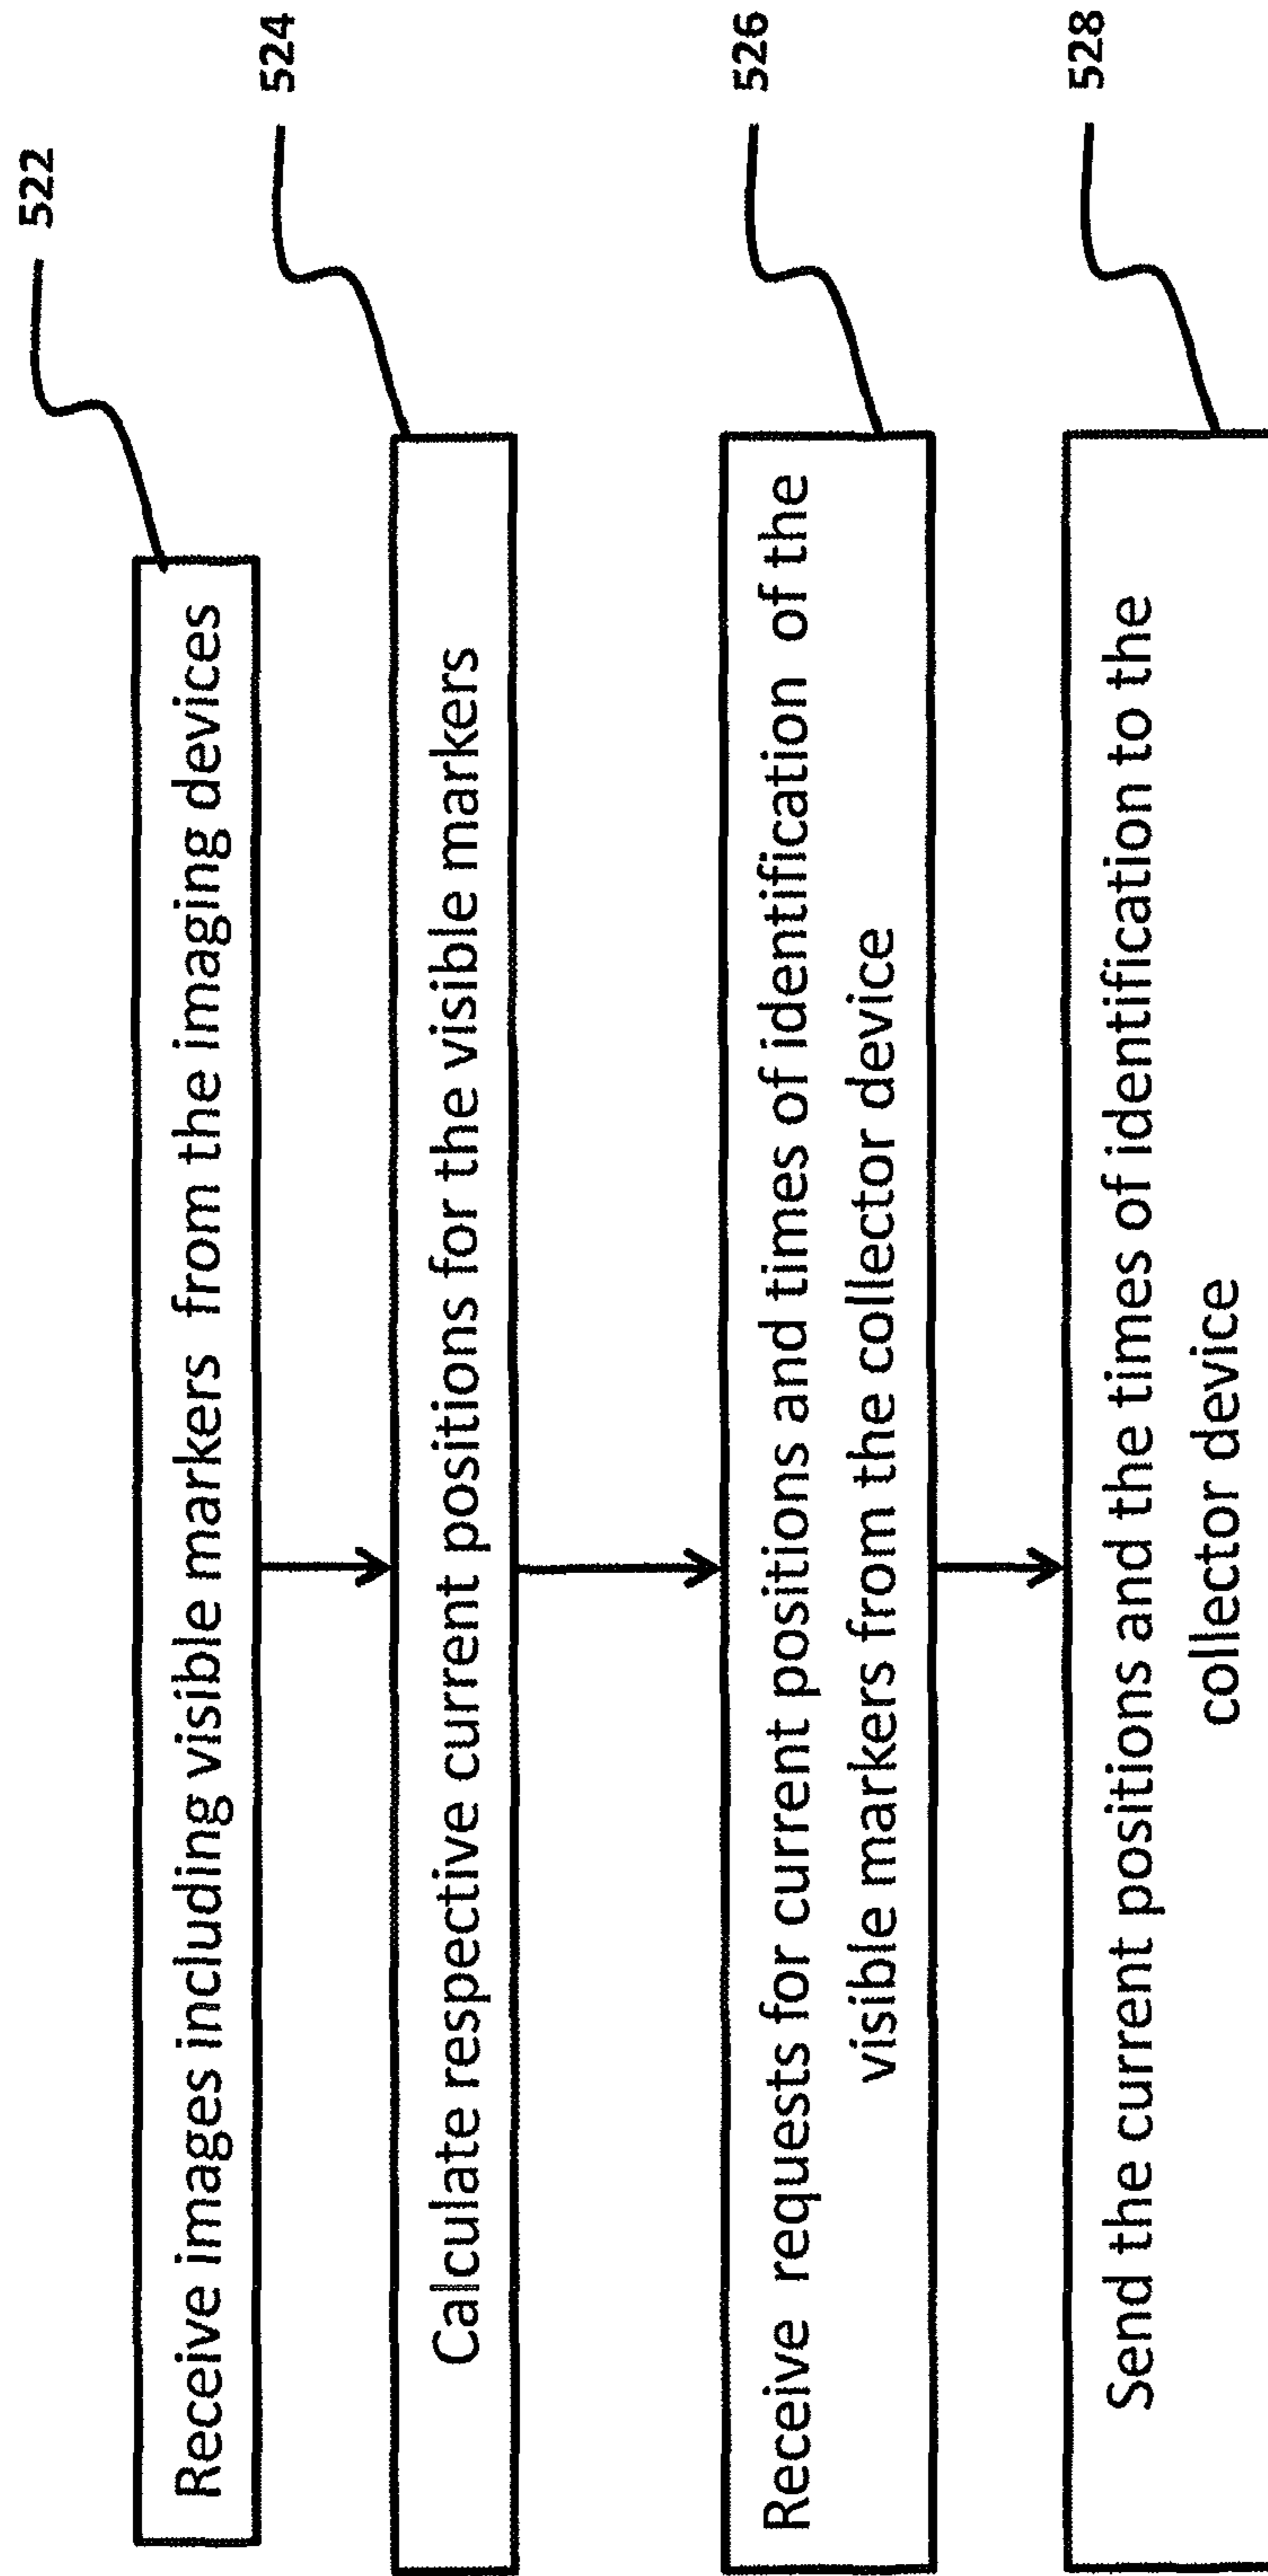 522
Receive images including visible markers from the imaging devices
524
Calculate respective current positions for the visible markers
526
Receive requests for current positions and times of identification of the
visible markers from the collector device
528
Send the current positions and the times of identification to the
collector device